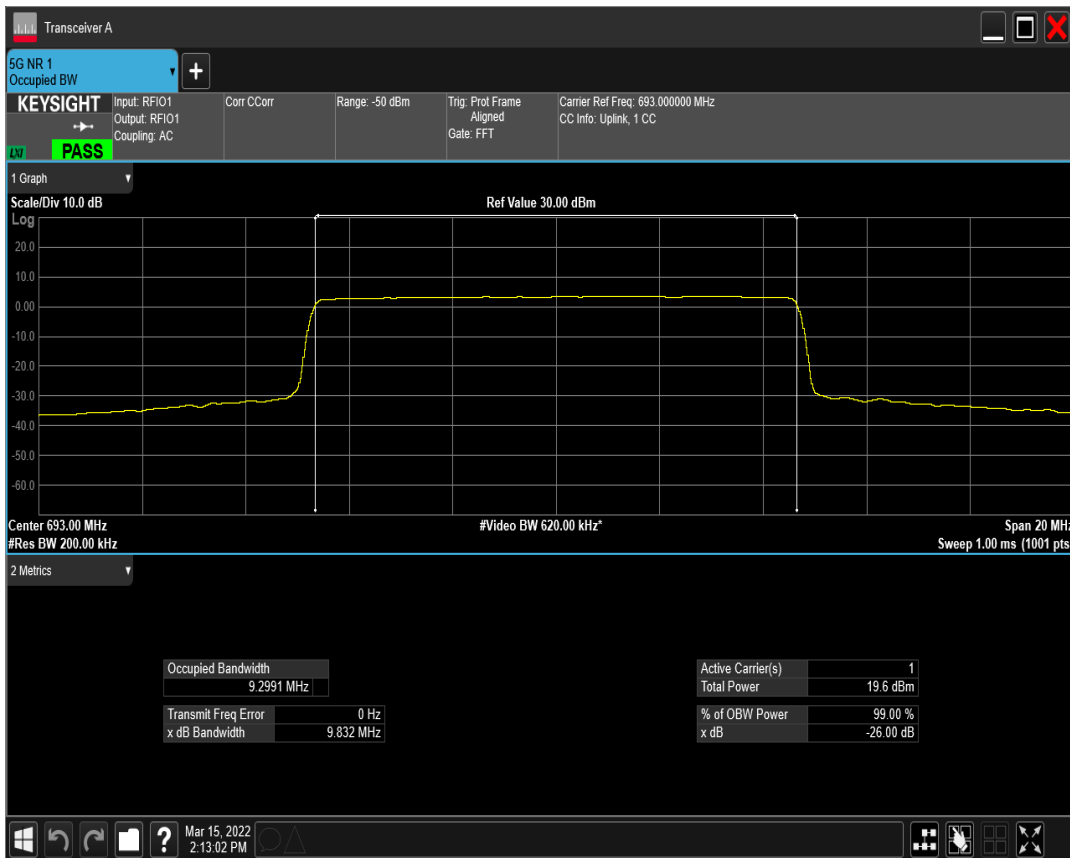 Transceiver A
5G NR 1
Occupied BW
KEYSIGHT
LXI
PASS
Input: RFIO1
Output: RFIO1
Coupling: AC
Corr CCorr
Range: -50 dBm
Trig: Prot Frame
Aligned
Gate: FFT
Carrier Ref Freq: 693.000000 MHz
CC Info: Uplink, 1 CC
1 Graph
Scale/Div 10.0 dB
Ref Value 30.00 dBm
Log
20.0
10.0
0.00
-10.0
-20.0
-30.0
-40.0
-50.0
-60.0
Center 693.00 MHz
#Video BW 620.00 kHz*
Span 20 MHz
#Res BW 200.00 kHz
Sweep 1.00 ms (1001 pts
2 Metrics
Occupied Bandwidth
9.2991 MHz
Transmit Freq Error 0 Hz
x dB Bandwidth 9.832 MHz
Active Carrier(s) 1
Total Power 19.6 dBm
% of OBW Power 99.00 %
x dB -26.00 dB
?
Mar 15, 2022
2:13:02 PM